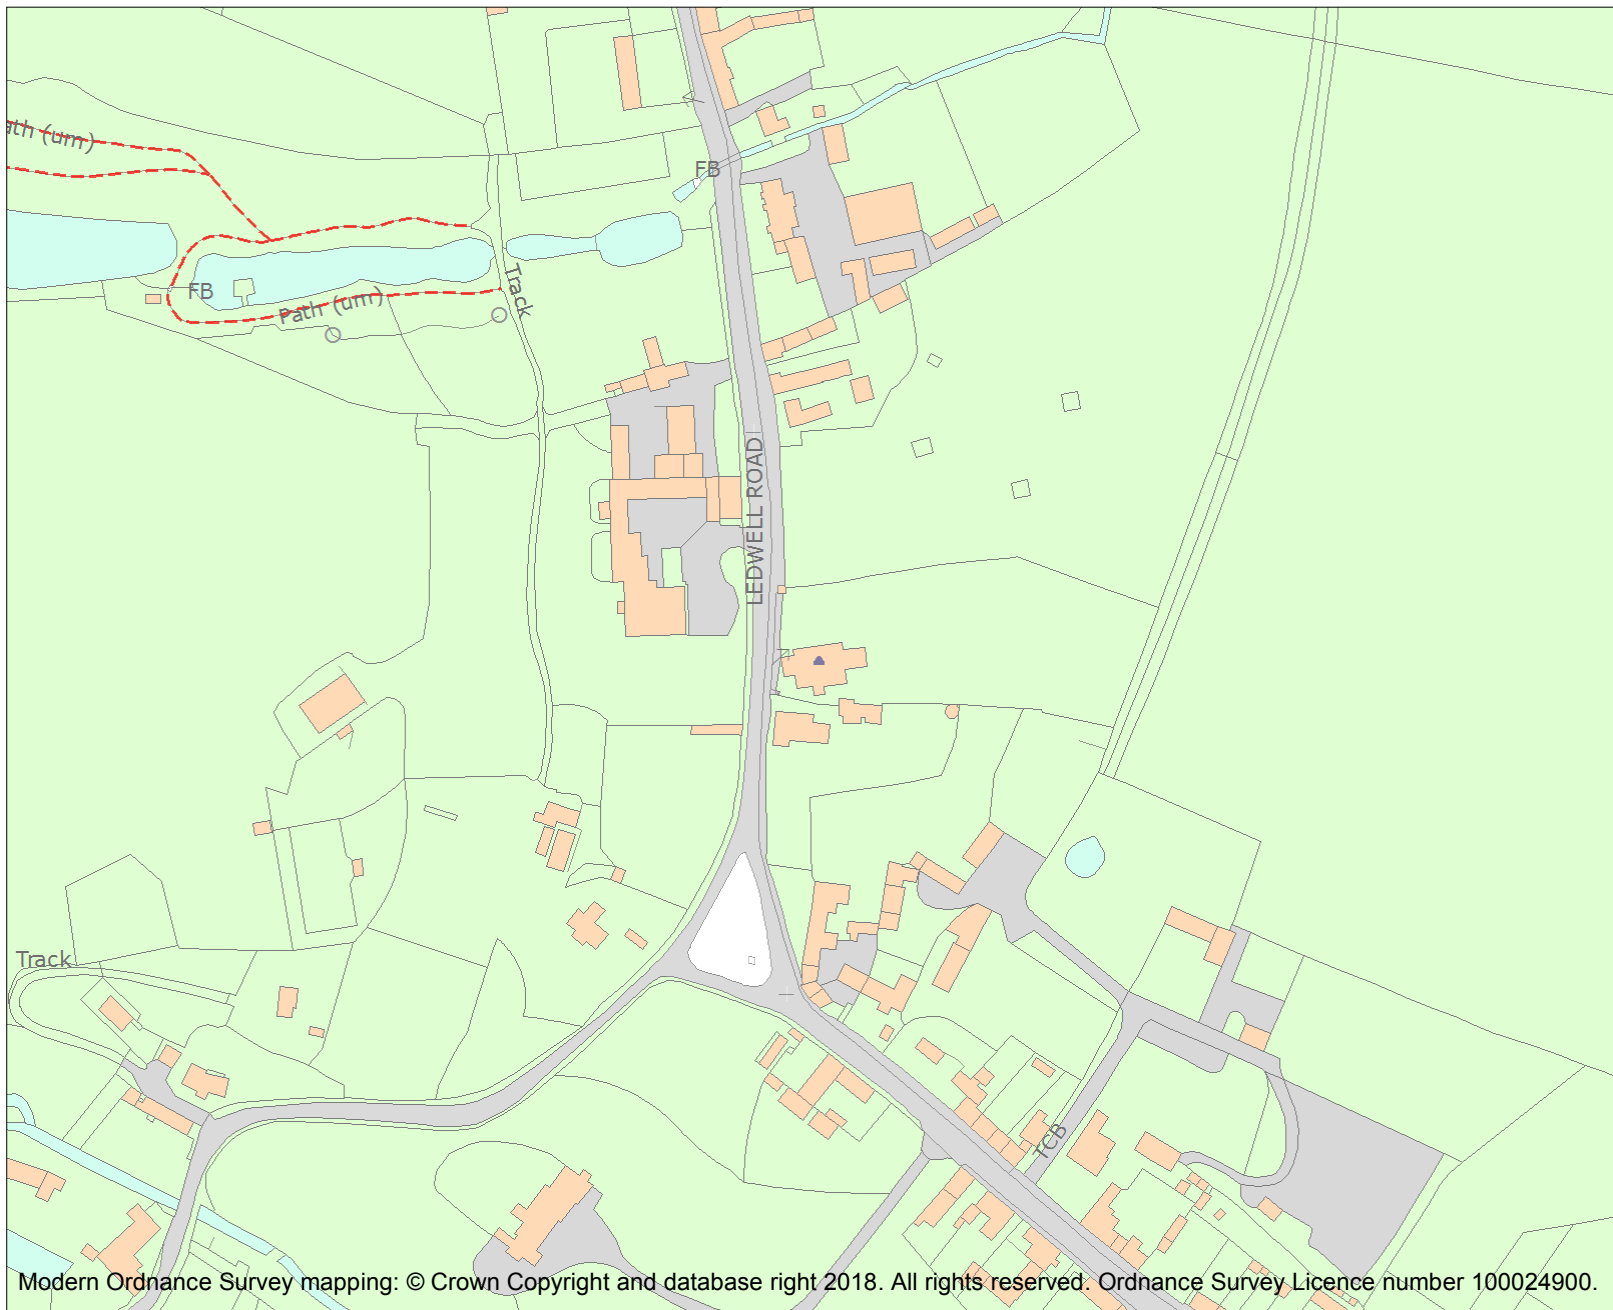 ath (um)
FB
FB
Path (um)
Track
LEDWELL ROAD
Track
TCB
Modern Ordnance Survey mapping: © Crown Copyright and database right 2018. All rights reserved. Ordnance Survey Licence number 100024900.